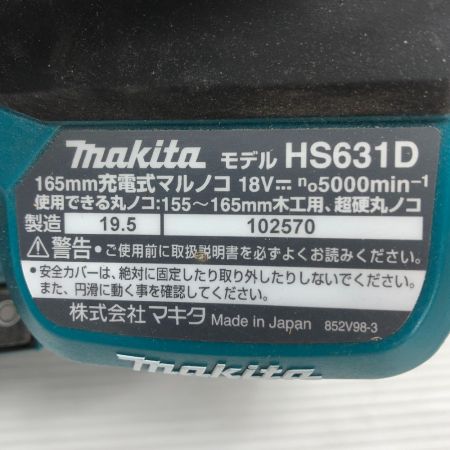 makita モデル HS631D
165mm充電式マルノコ 18V⎓ n₀5000min⁻¹
使用できる丸ノコ:155～165mm木工用、超硬丸ノコ
製造 19.5 102570
⚠警告 •ご使用前に取扱説明書を必ずよくお読みください。
•安全カバーは、絶対に固定したり取り外したりしないでください。
また、円滑に動く事を確認してください。
株式会社マキタ Made in Japan 852V98-3
makita